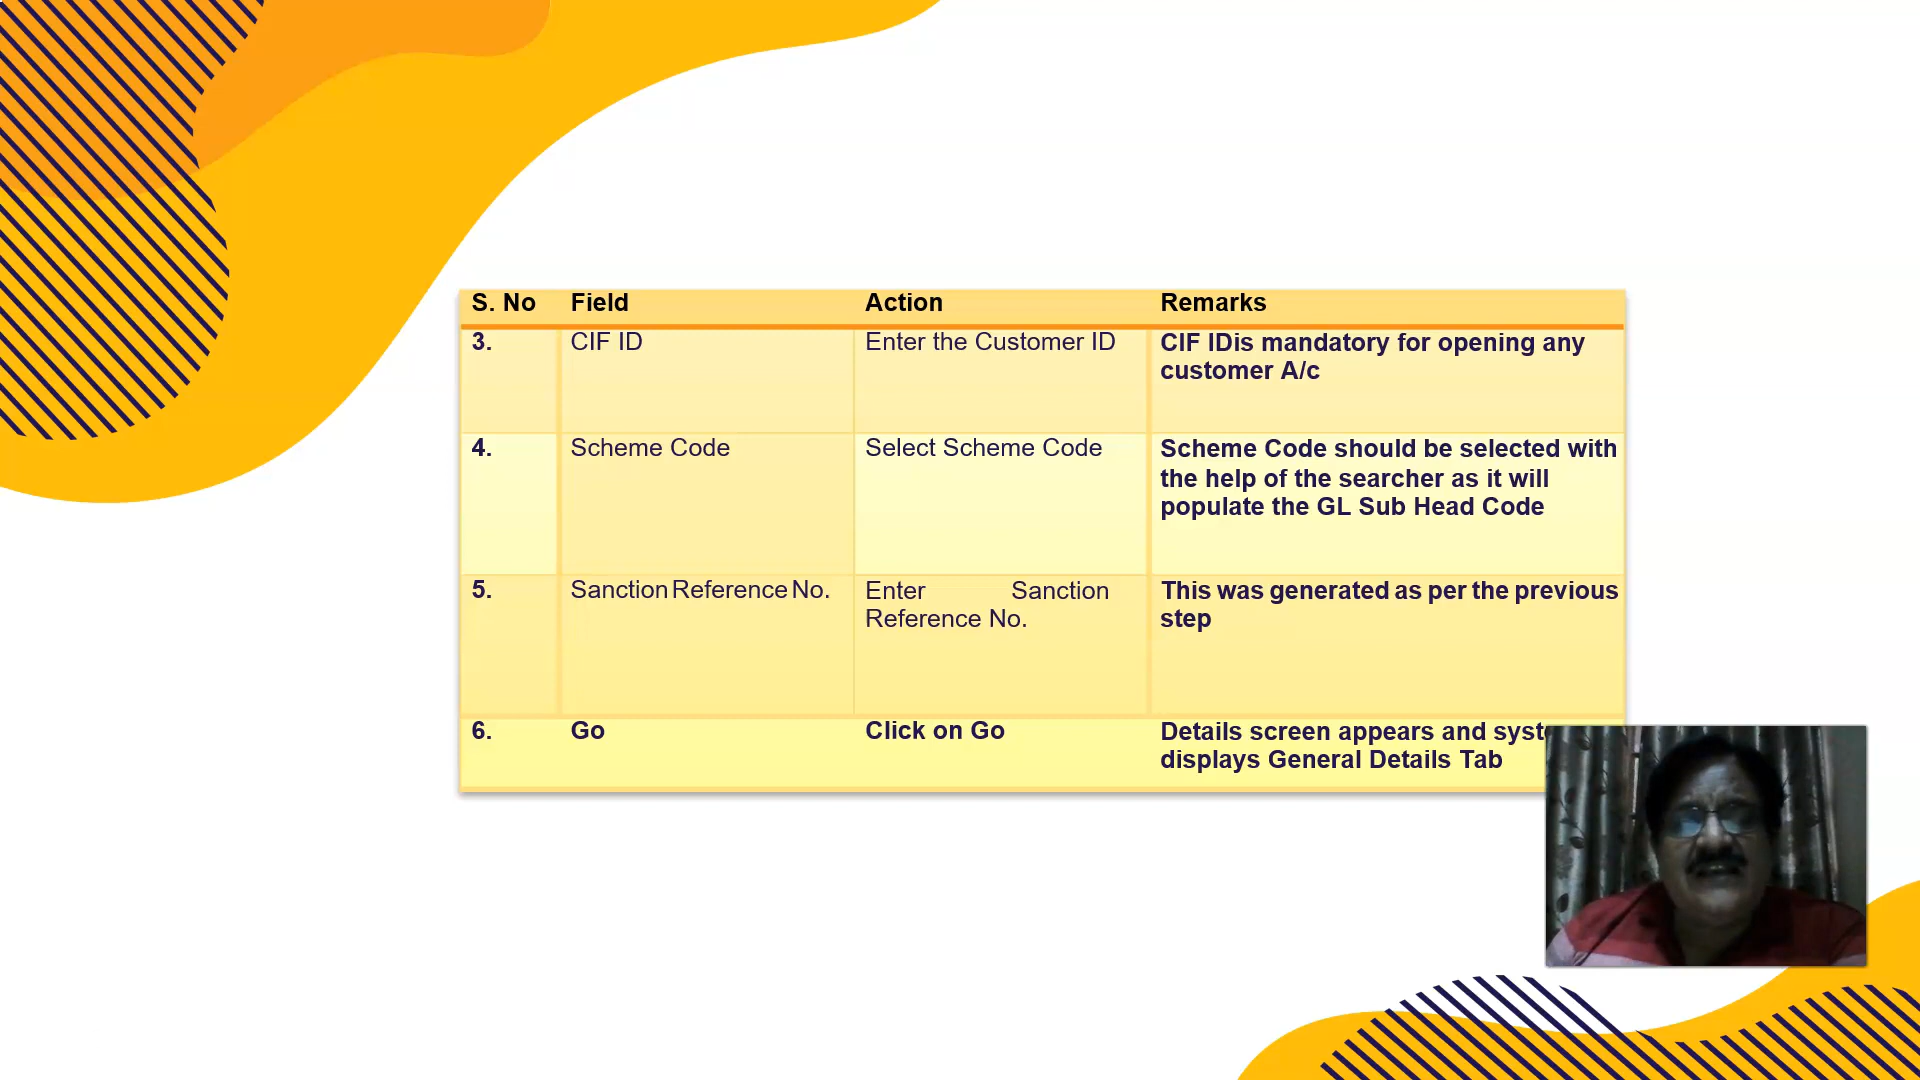 S. No Field Action Remarks
3. CIF ID Enter the Customer ID CIF IDis mandatory for opening any
customer A/c
4. Scheme Code Select Scheme Code Scheme Code should be selected with
the help of the searcher as it will
populate the GL Sub Head Code
5. Sanction Reference No. Enter Sanction This was generated as per the previous
Reference No. step
6. Go Click on Go Details screen appears and
displays General Details Tab